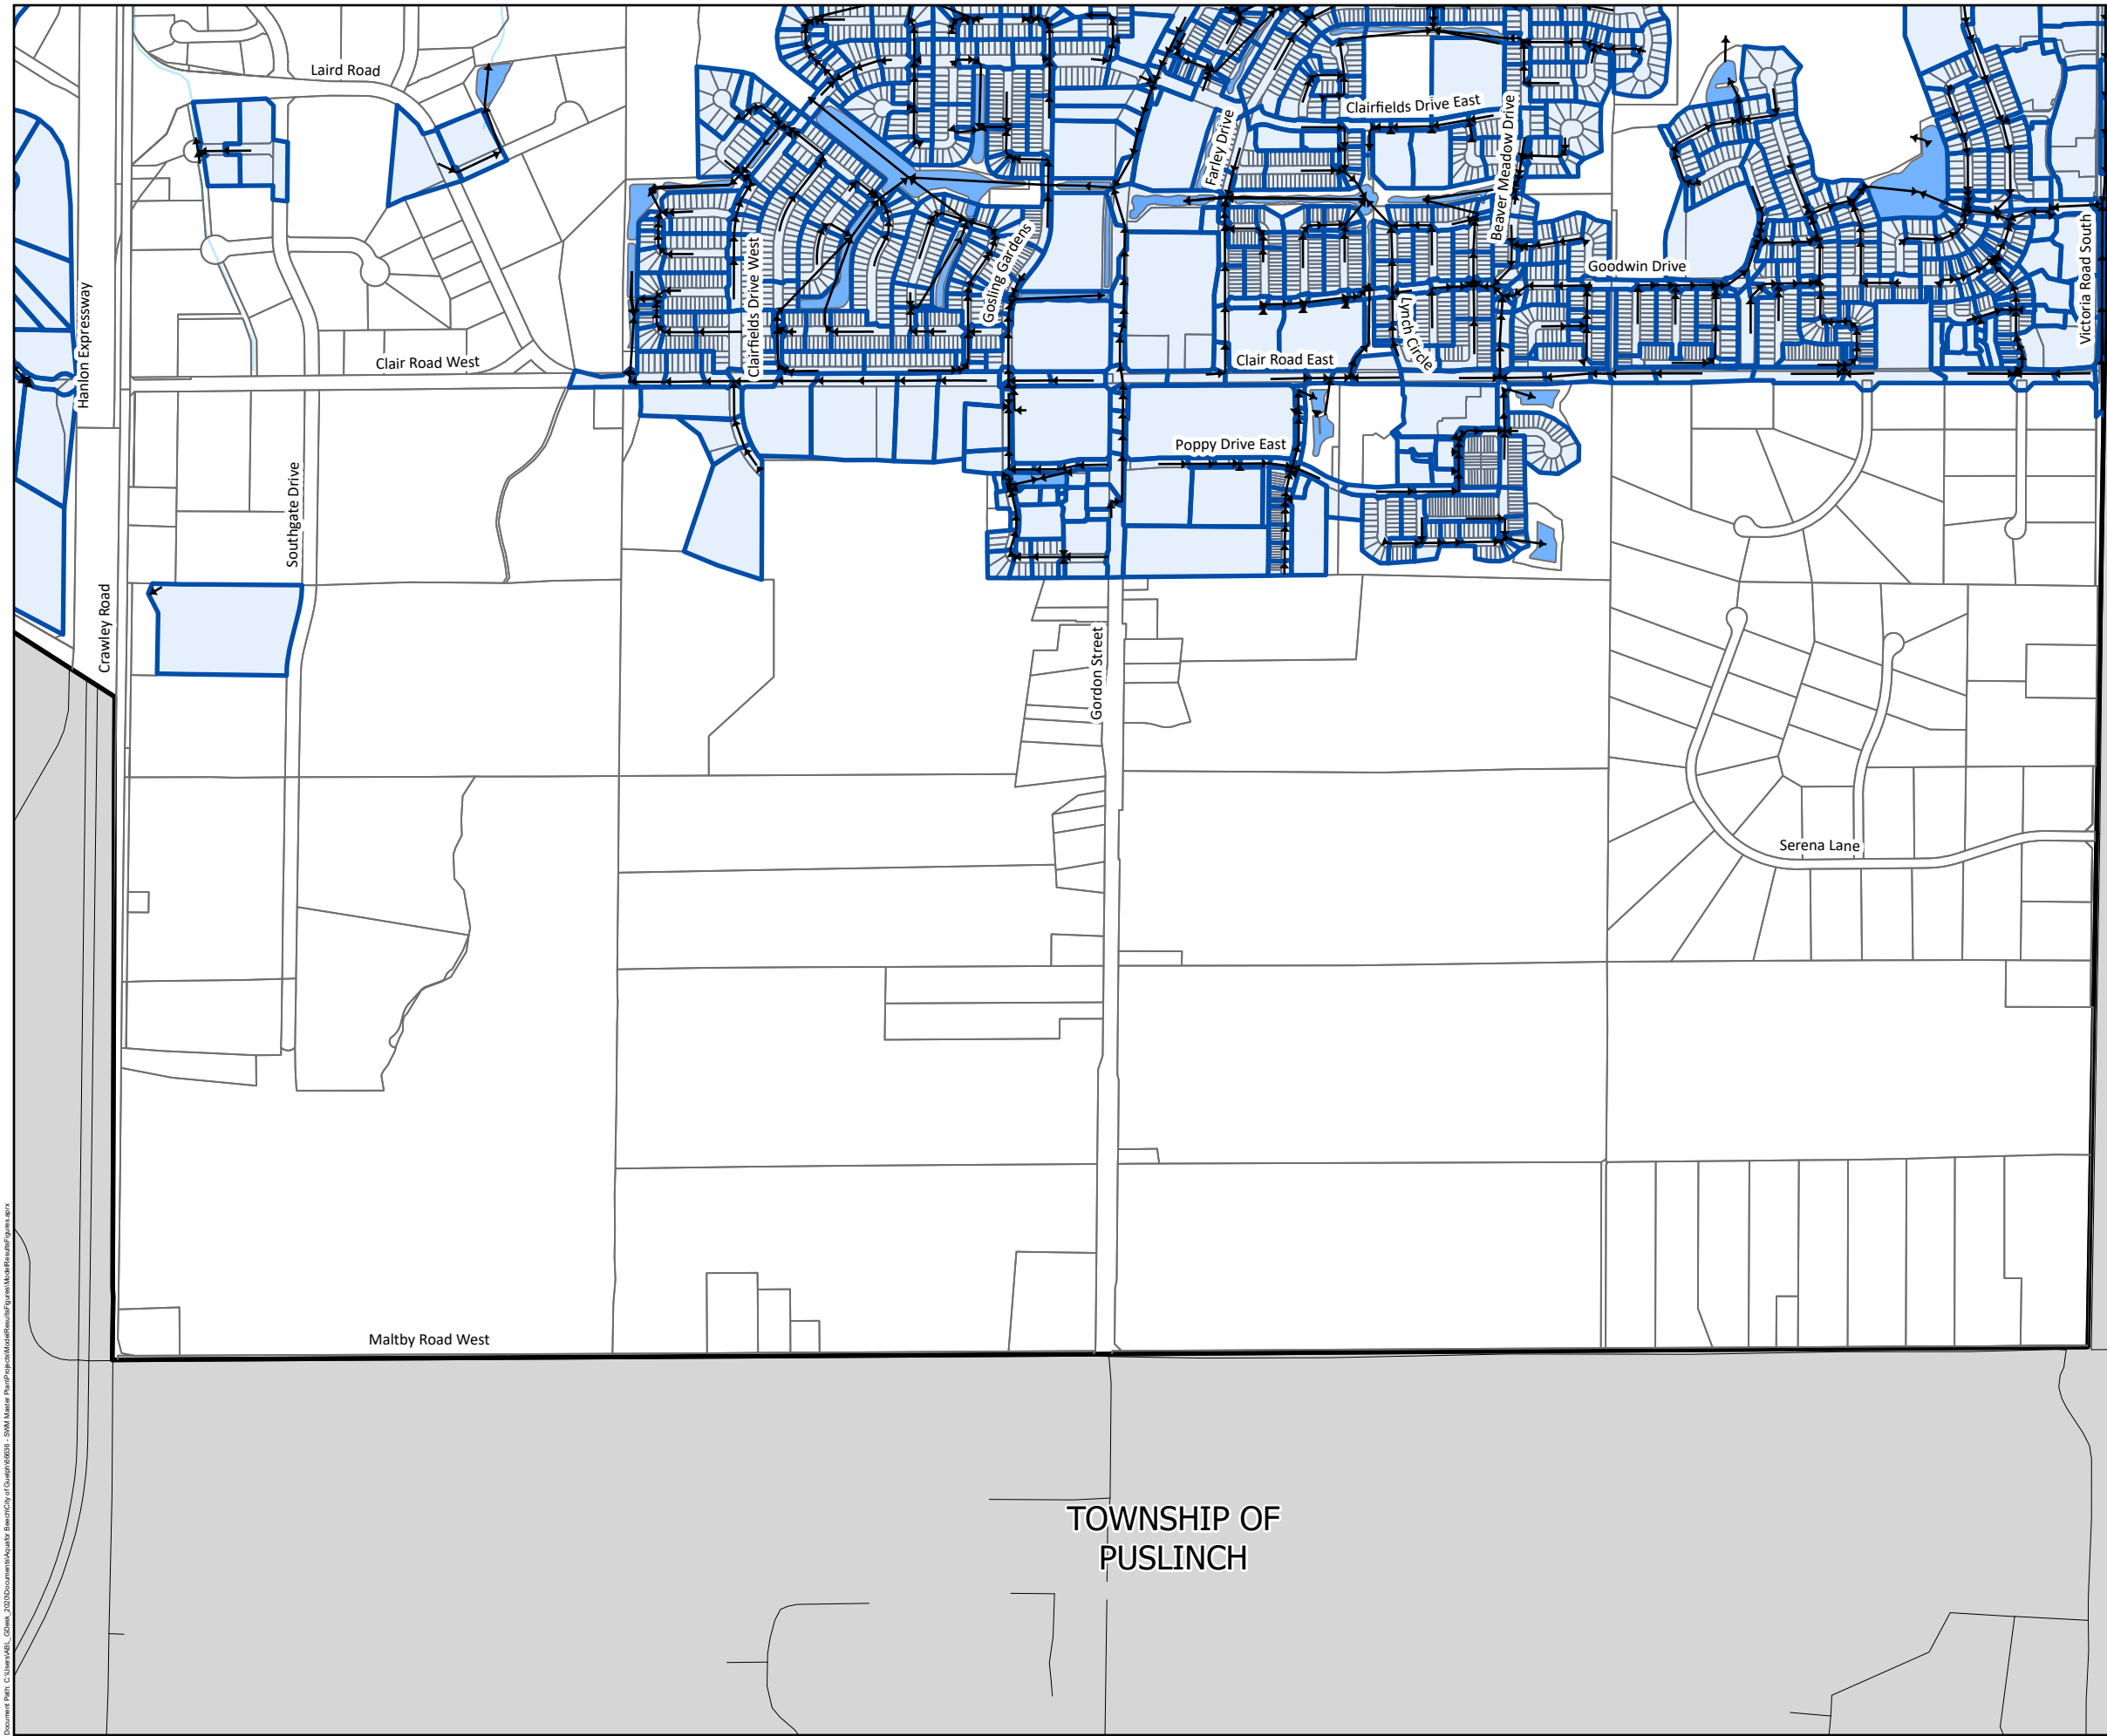 Laird Road
Clairfields Drive East
Farley Drive
Beaver Meadow Drive
Victoria Road South
Gosling Gardens
Clairfields Drive West
Goodwin Drive
Hanlon Expressway
Lynch Circle
Clair Road West
Clair Road East
Poppy Drive East
Southgate Drive
Crawley Road
Gordon Street
Serena Lane
Maltby Road West
TOWNSHIP OF
PUSLINCH